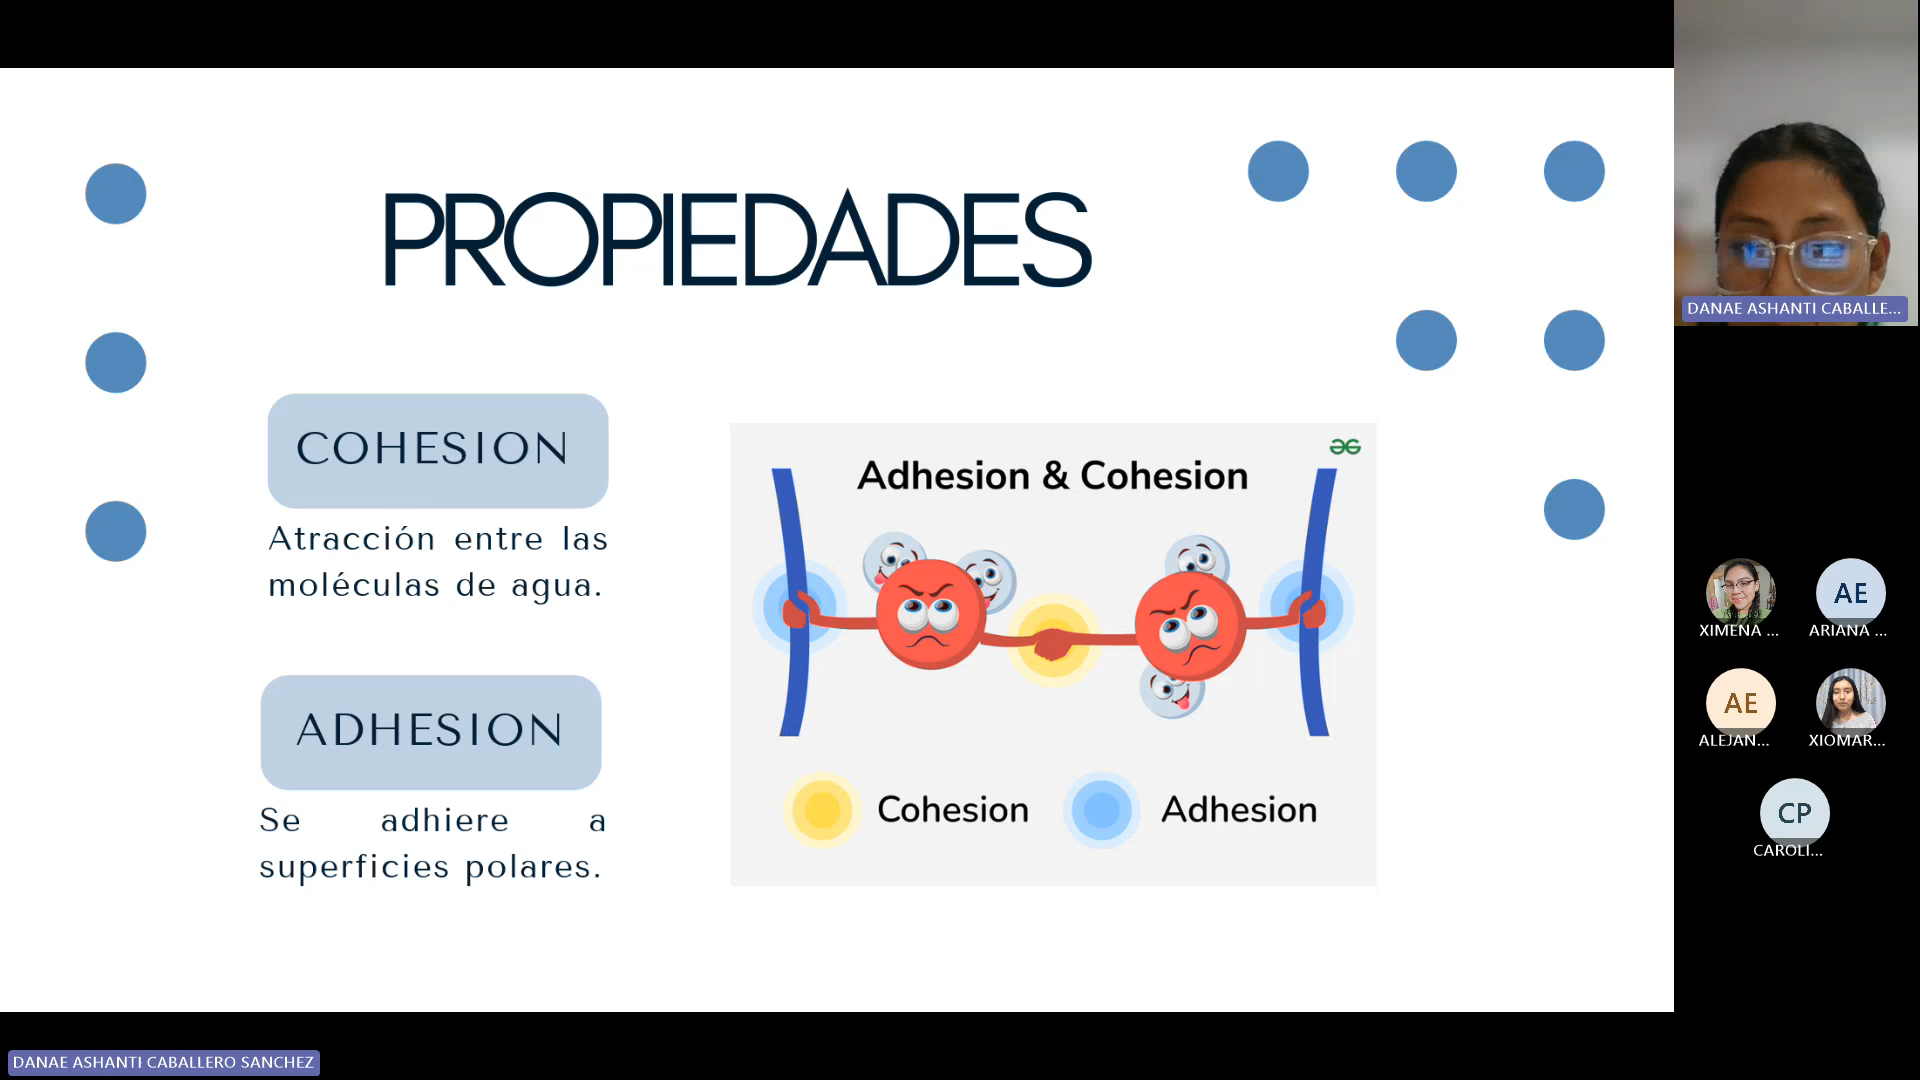 PROPIEDADES
COHESION
Atracción entre las
moléculas de agua.
ADHESION
Se adhiere a
superficies polares.
Adhesion & Cohesion
Cohesion
Adhesion
DANAE ASHANTI CABALLE...
XIMENA ...
AE
ARIANA ...
AE
ALEJAN...
XIOMAR...
CP
CAROLI...
DANAE ASHANTI CABALLERO SANCHEZ